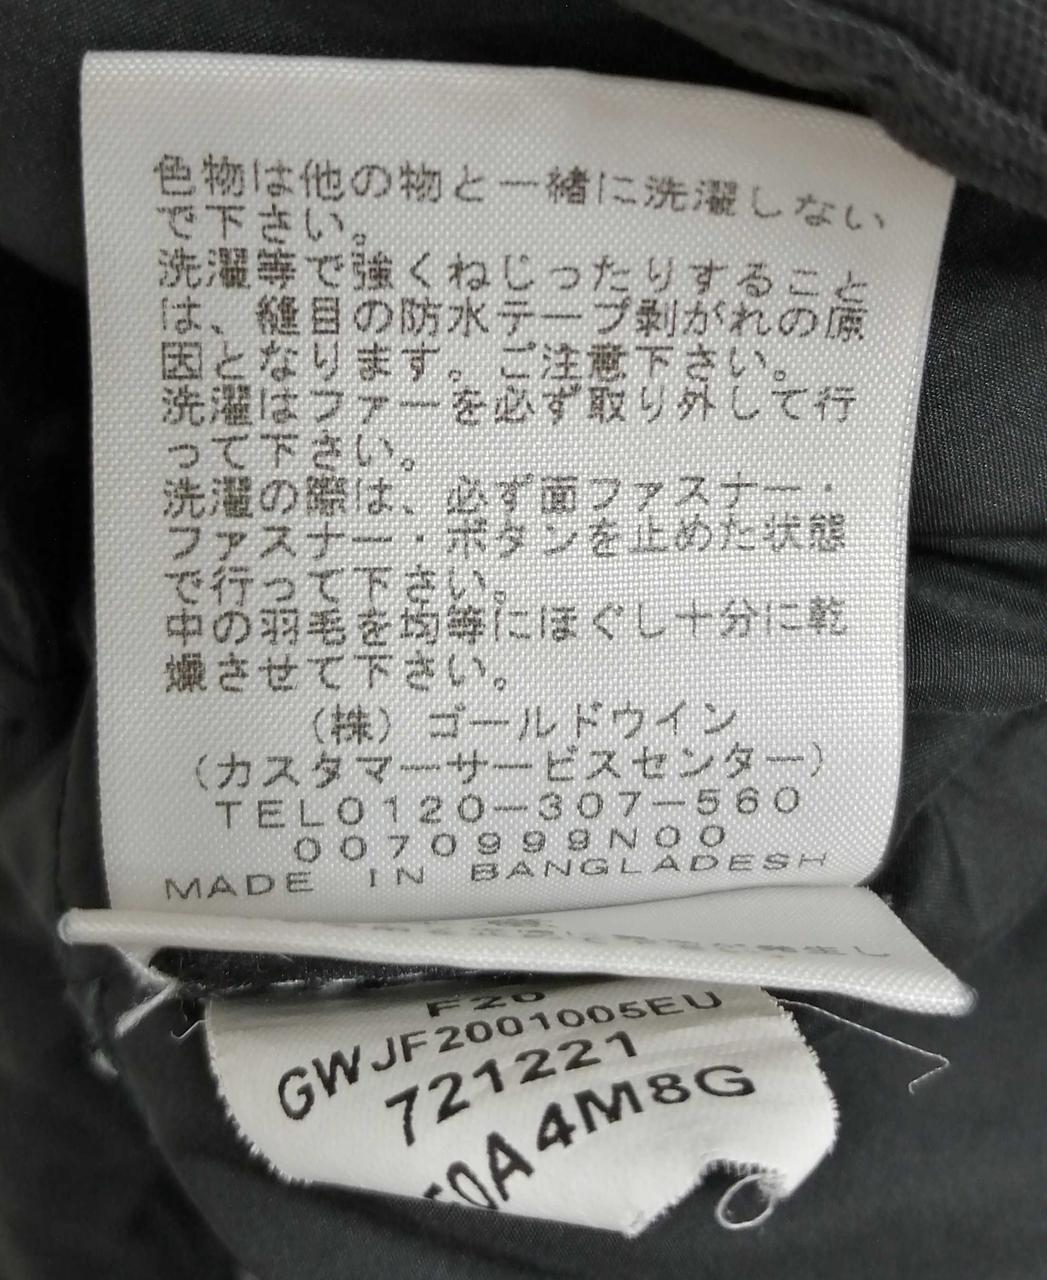 色物は他の物と一緒に洗濯しない
で下さい。
洗濯等で強くねじったりすること
は、縫目の防水テープ剥がれの原
因となります。ご注意下さい。
洗濯はファーを必ず取り外して行
って下さい。
洗濯の際は、必ず面ファスナー・
ファスナー・ボタンを止めた状態
で行って下さい。
中の羽毛を均等にほぐし十分に乾
燥させて下さい。
（株）ゴールドウイン
（カスタマーサービスセンター）
TEL0120-307-560
0070999N00
MADE IN BANGLADESH
F20
GWJF2001005EU
721221
0A4M8G